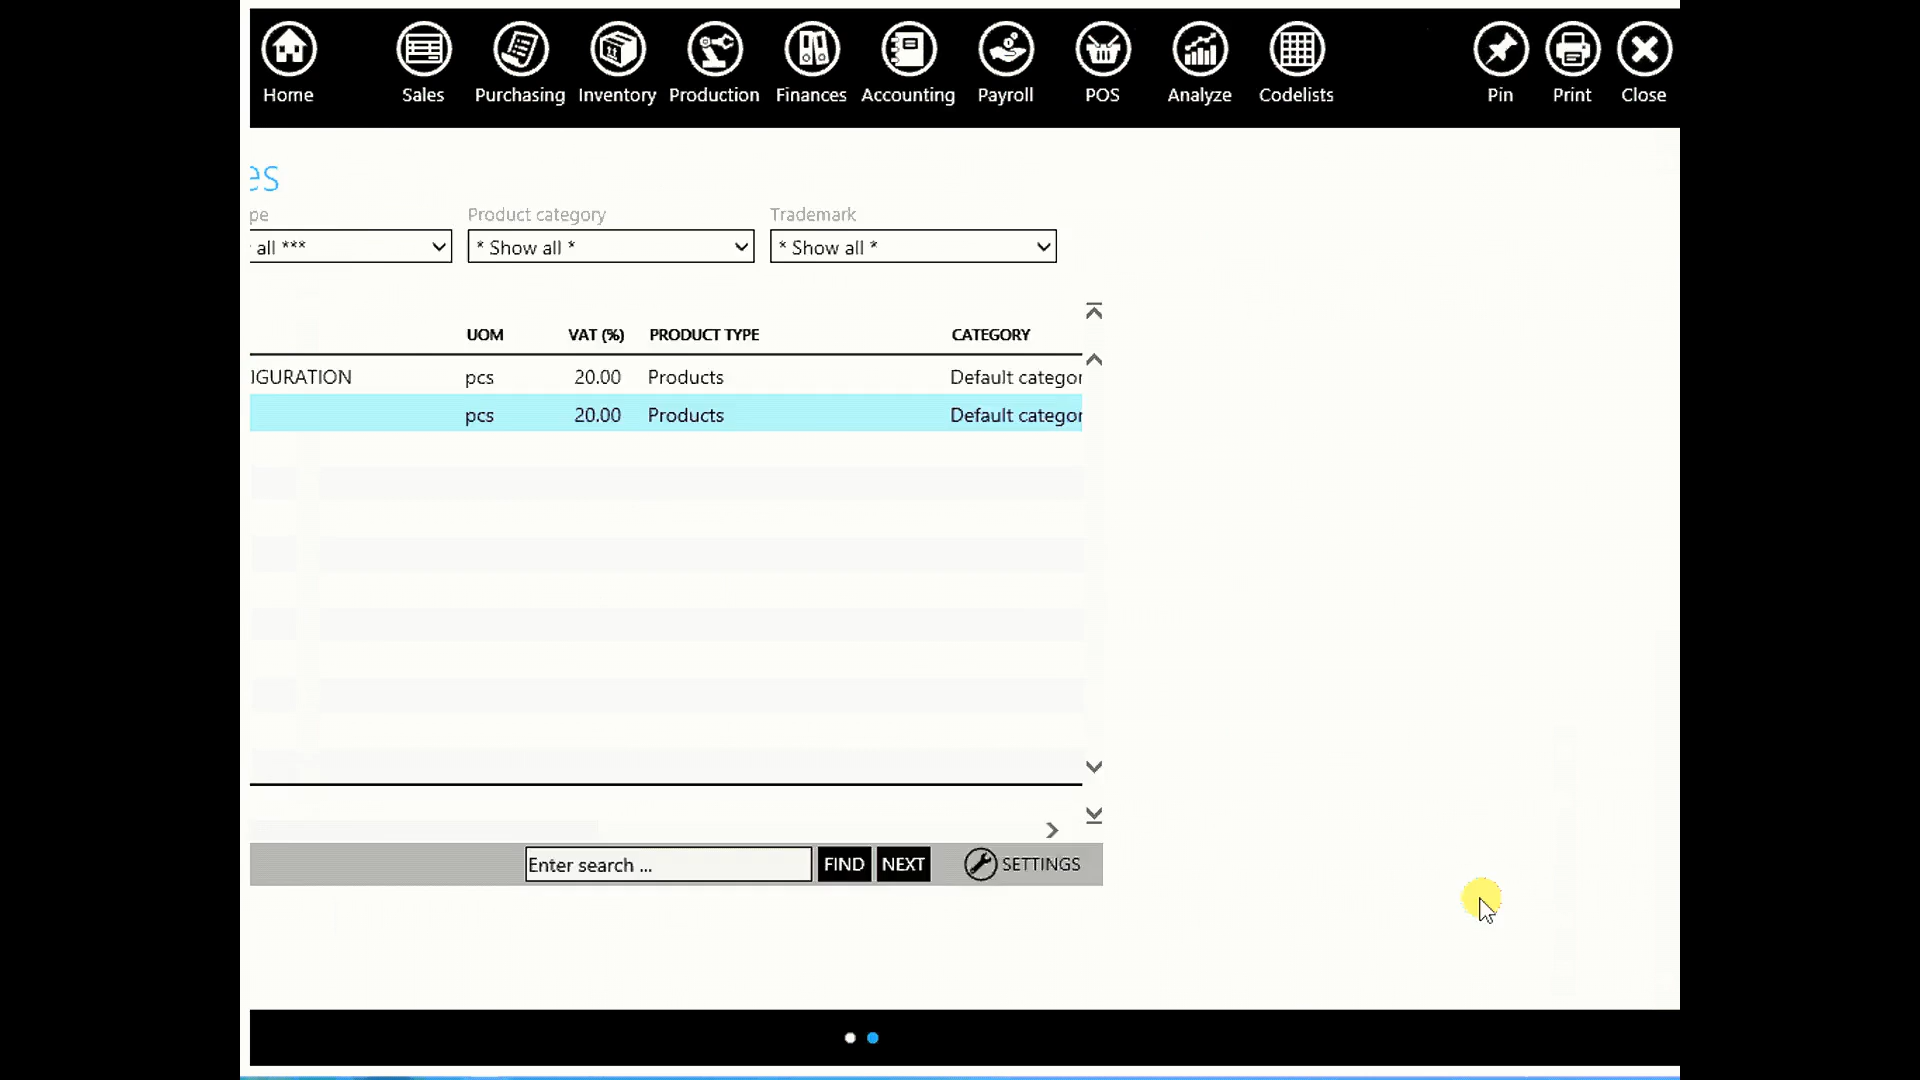 Home Sales Purchasing Inventory Production Finances Accounting Payroll POS Analyze Codelists Pin Print Close
es
pe Product category Trademark
all *** * Show all * * Show all *
UOM VAT (%) PRODUCT TYPE CATEGORY
IGURATION pcs 20.00 Products Default categor
pcs 20.00 Products Default categor
Enter search ... FIND NEXT SETTINGS